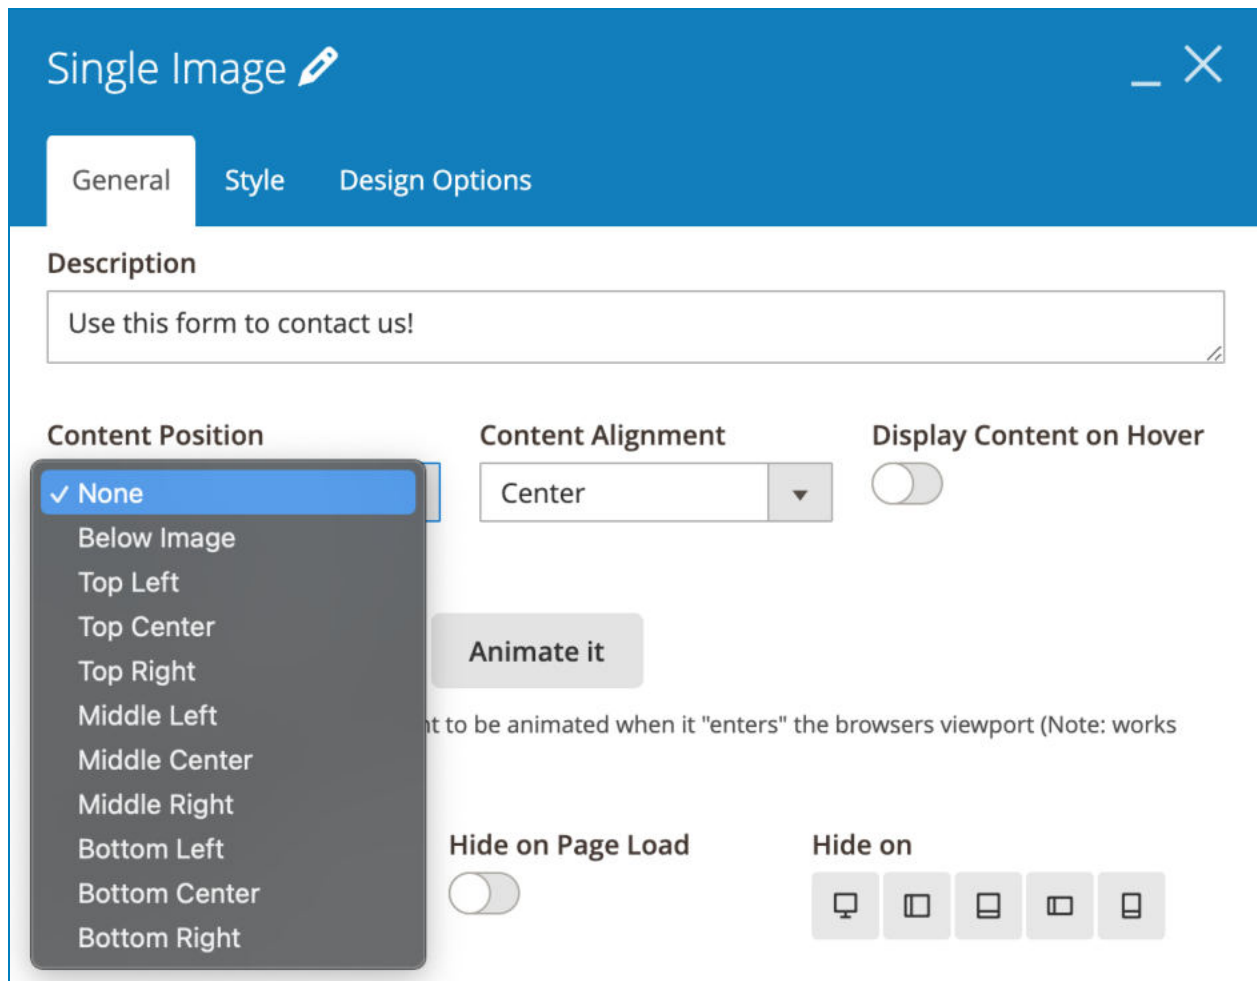 Single Image
General Style Design Options
Description
Use this form to contact us!
Content Position Content Alignment Display Content on Hover
✓ None
Center
Below Image
Top Left
Top Center
Top Right
Animate it
Middle Left
to be animated when it "enters" the browsers viewport (Note: works
Middle Center
Middle Right
Bottom Left
Hide on Page Load Hide on
Bottom Center
Bottom Right